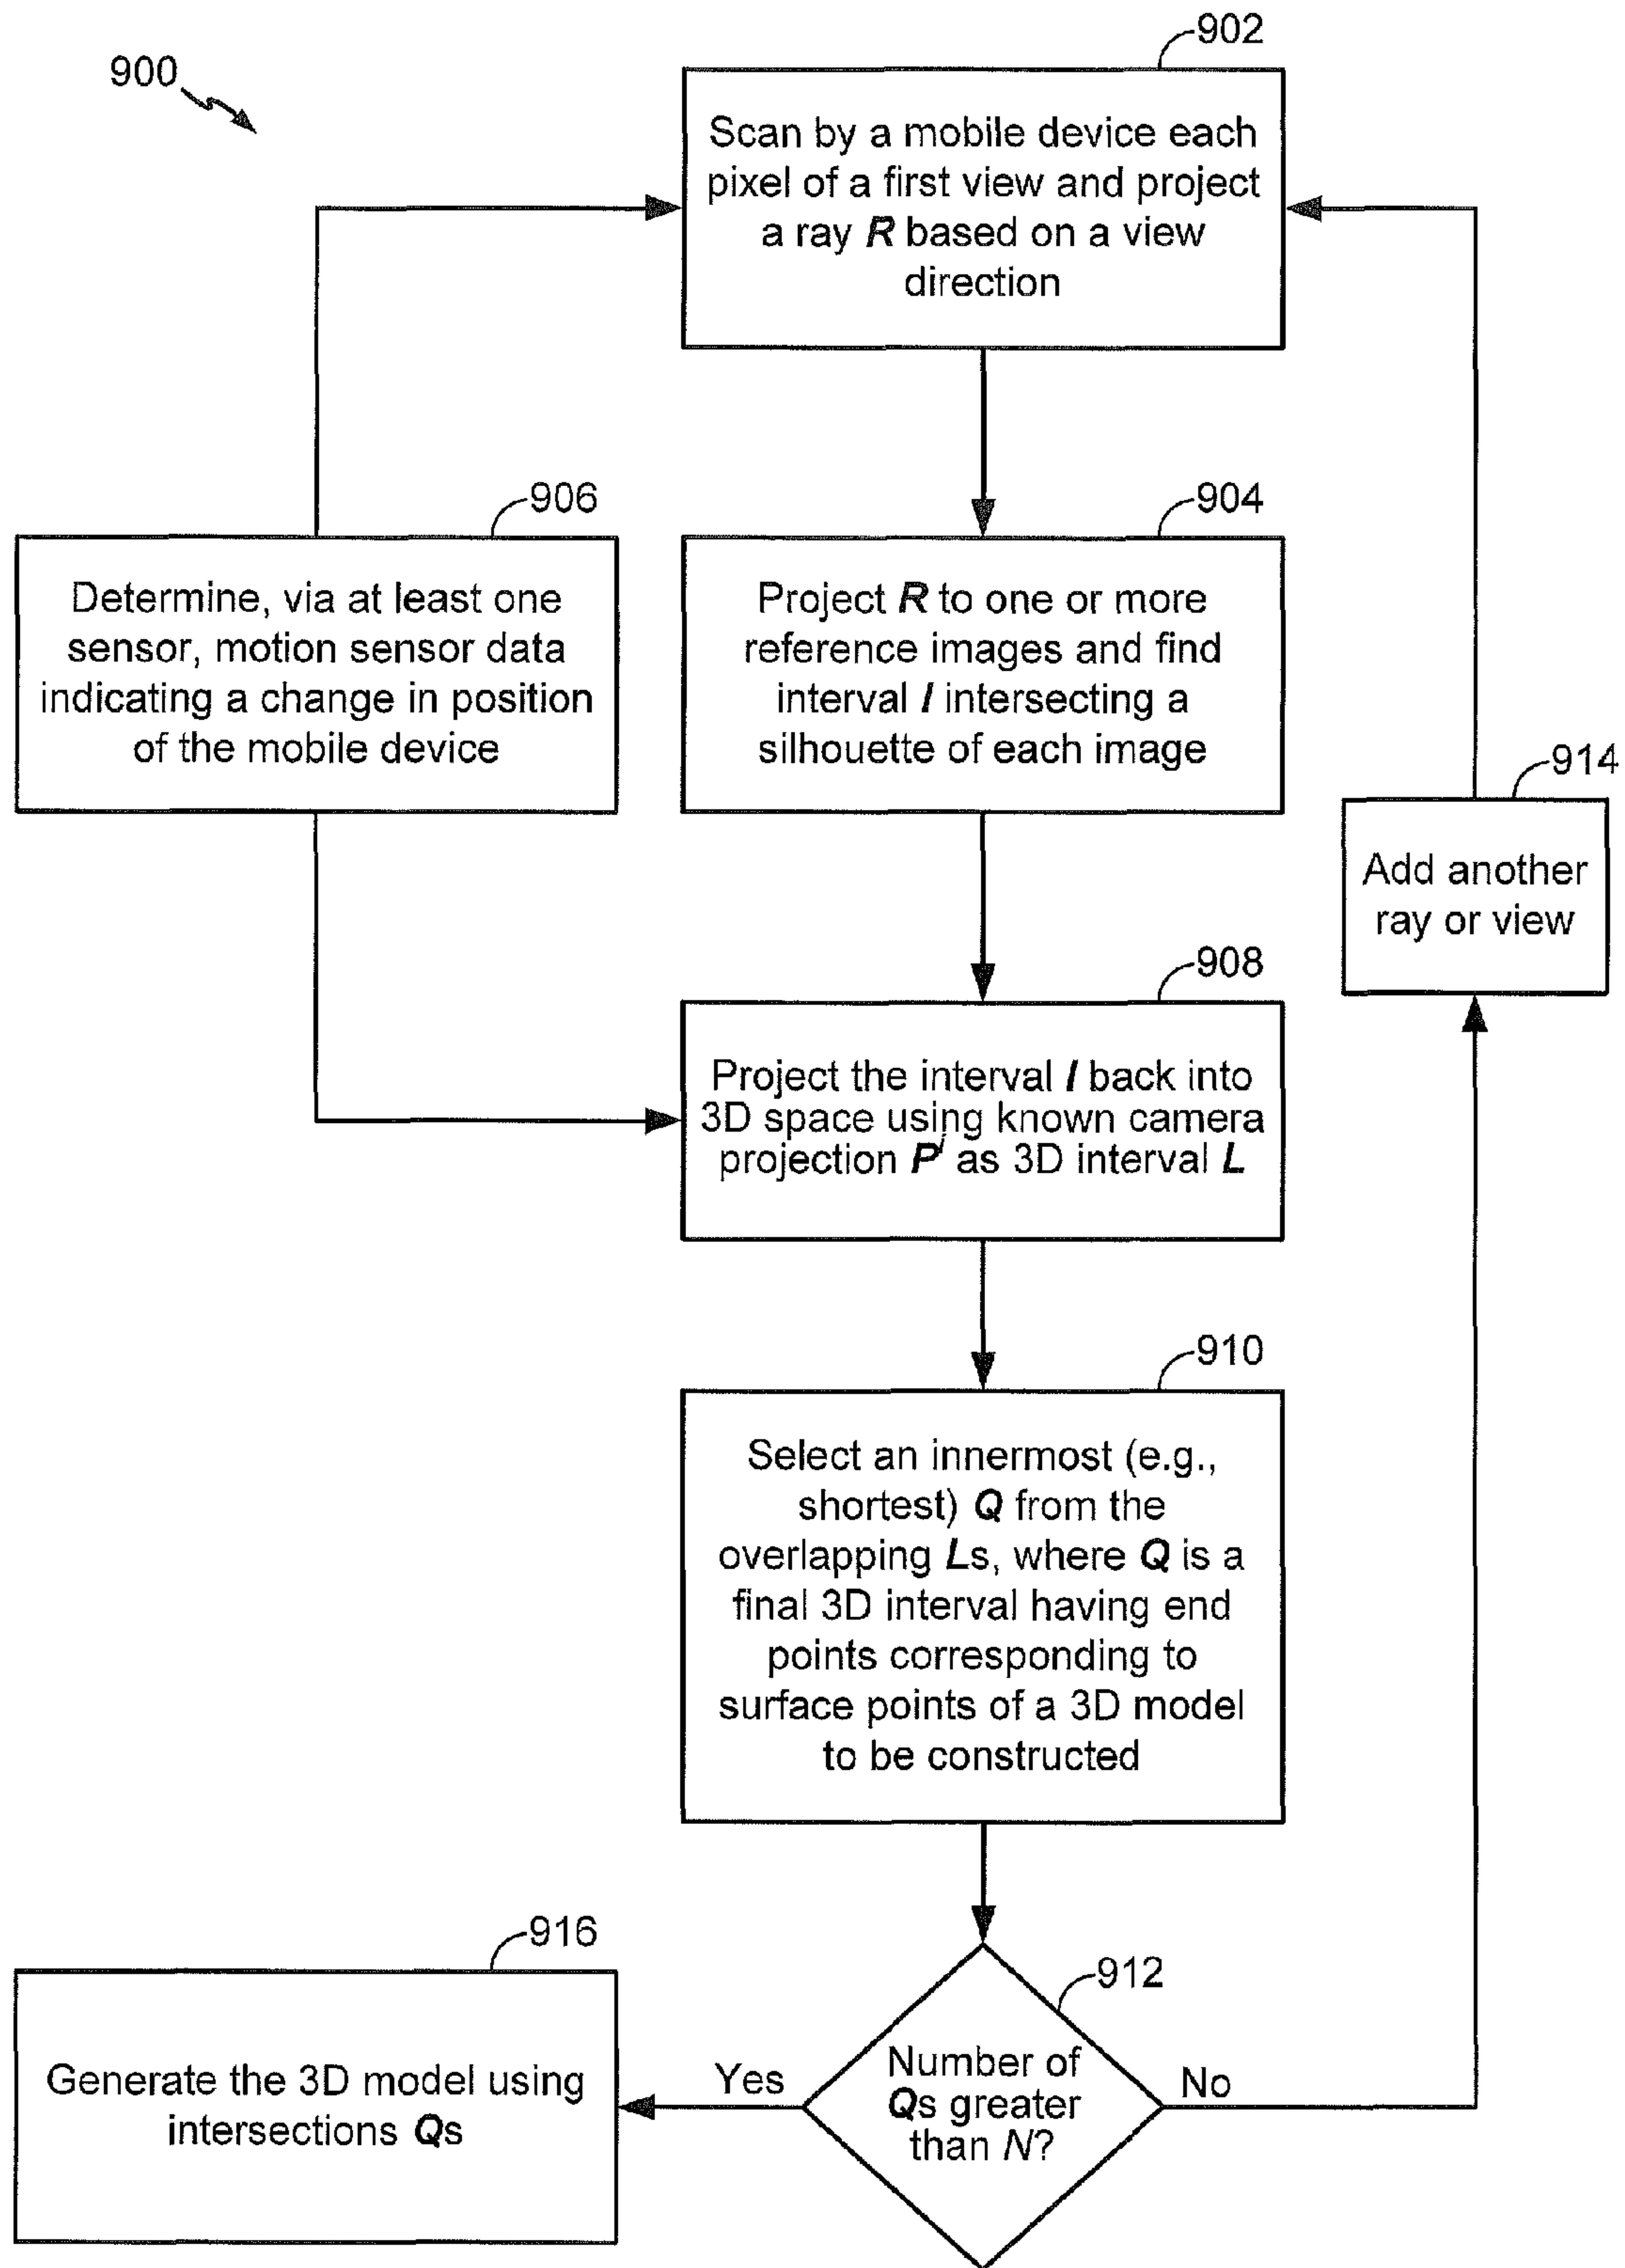 900
902
Scan by a mobile device each
pixel of a first view and project
a ray R based on a view
direction
906
Determine, via at least one
sensor, motion sensor data
indicating a change in position
of the mobile device
904
Project R to one or more
reference images and find
interval I intersecting a
silhouette of each image
914
Add another
ray or view
908
Project the interval I back into
3D space using known camera
projection Pⁱ as 3D interval L
910
Select an innermost (e.g.,
shortest) Q from the
overlapping Ls, where Q is a
final 3D interval having end
points corresponding to
surface points of a 3D model
to be constructed
912
Number of
Qs greater
than N?
Yes
No
916
Generate the 3D model using
intersections Qs